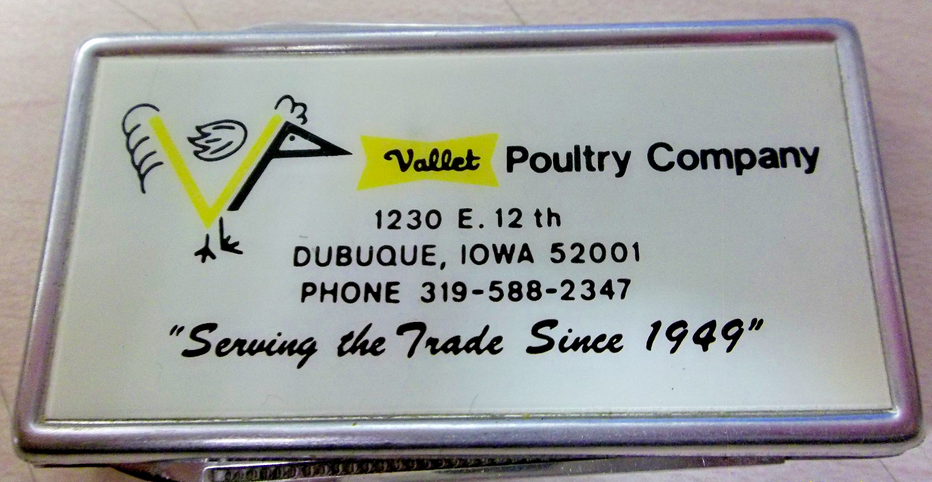 Vallet Poultry Company
1230 E. 12 th
DUBUQUE, IOWA 52001
PHONE 319-588-2347
"Serving the Trade Since 1949"